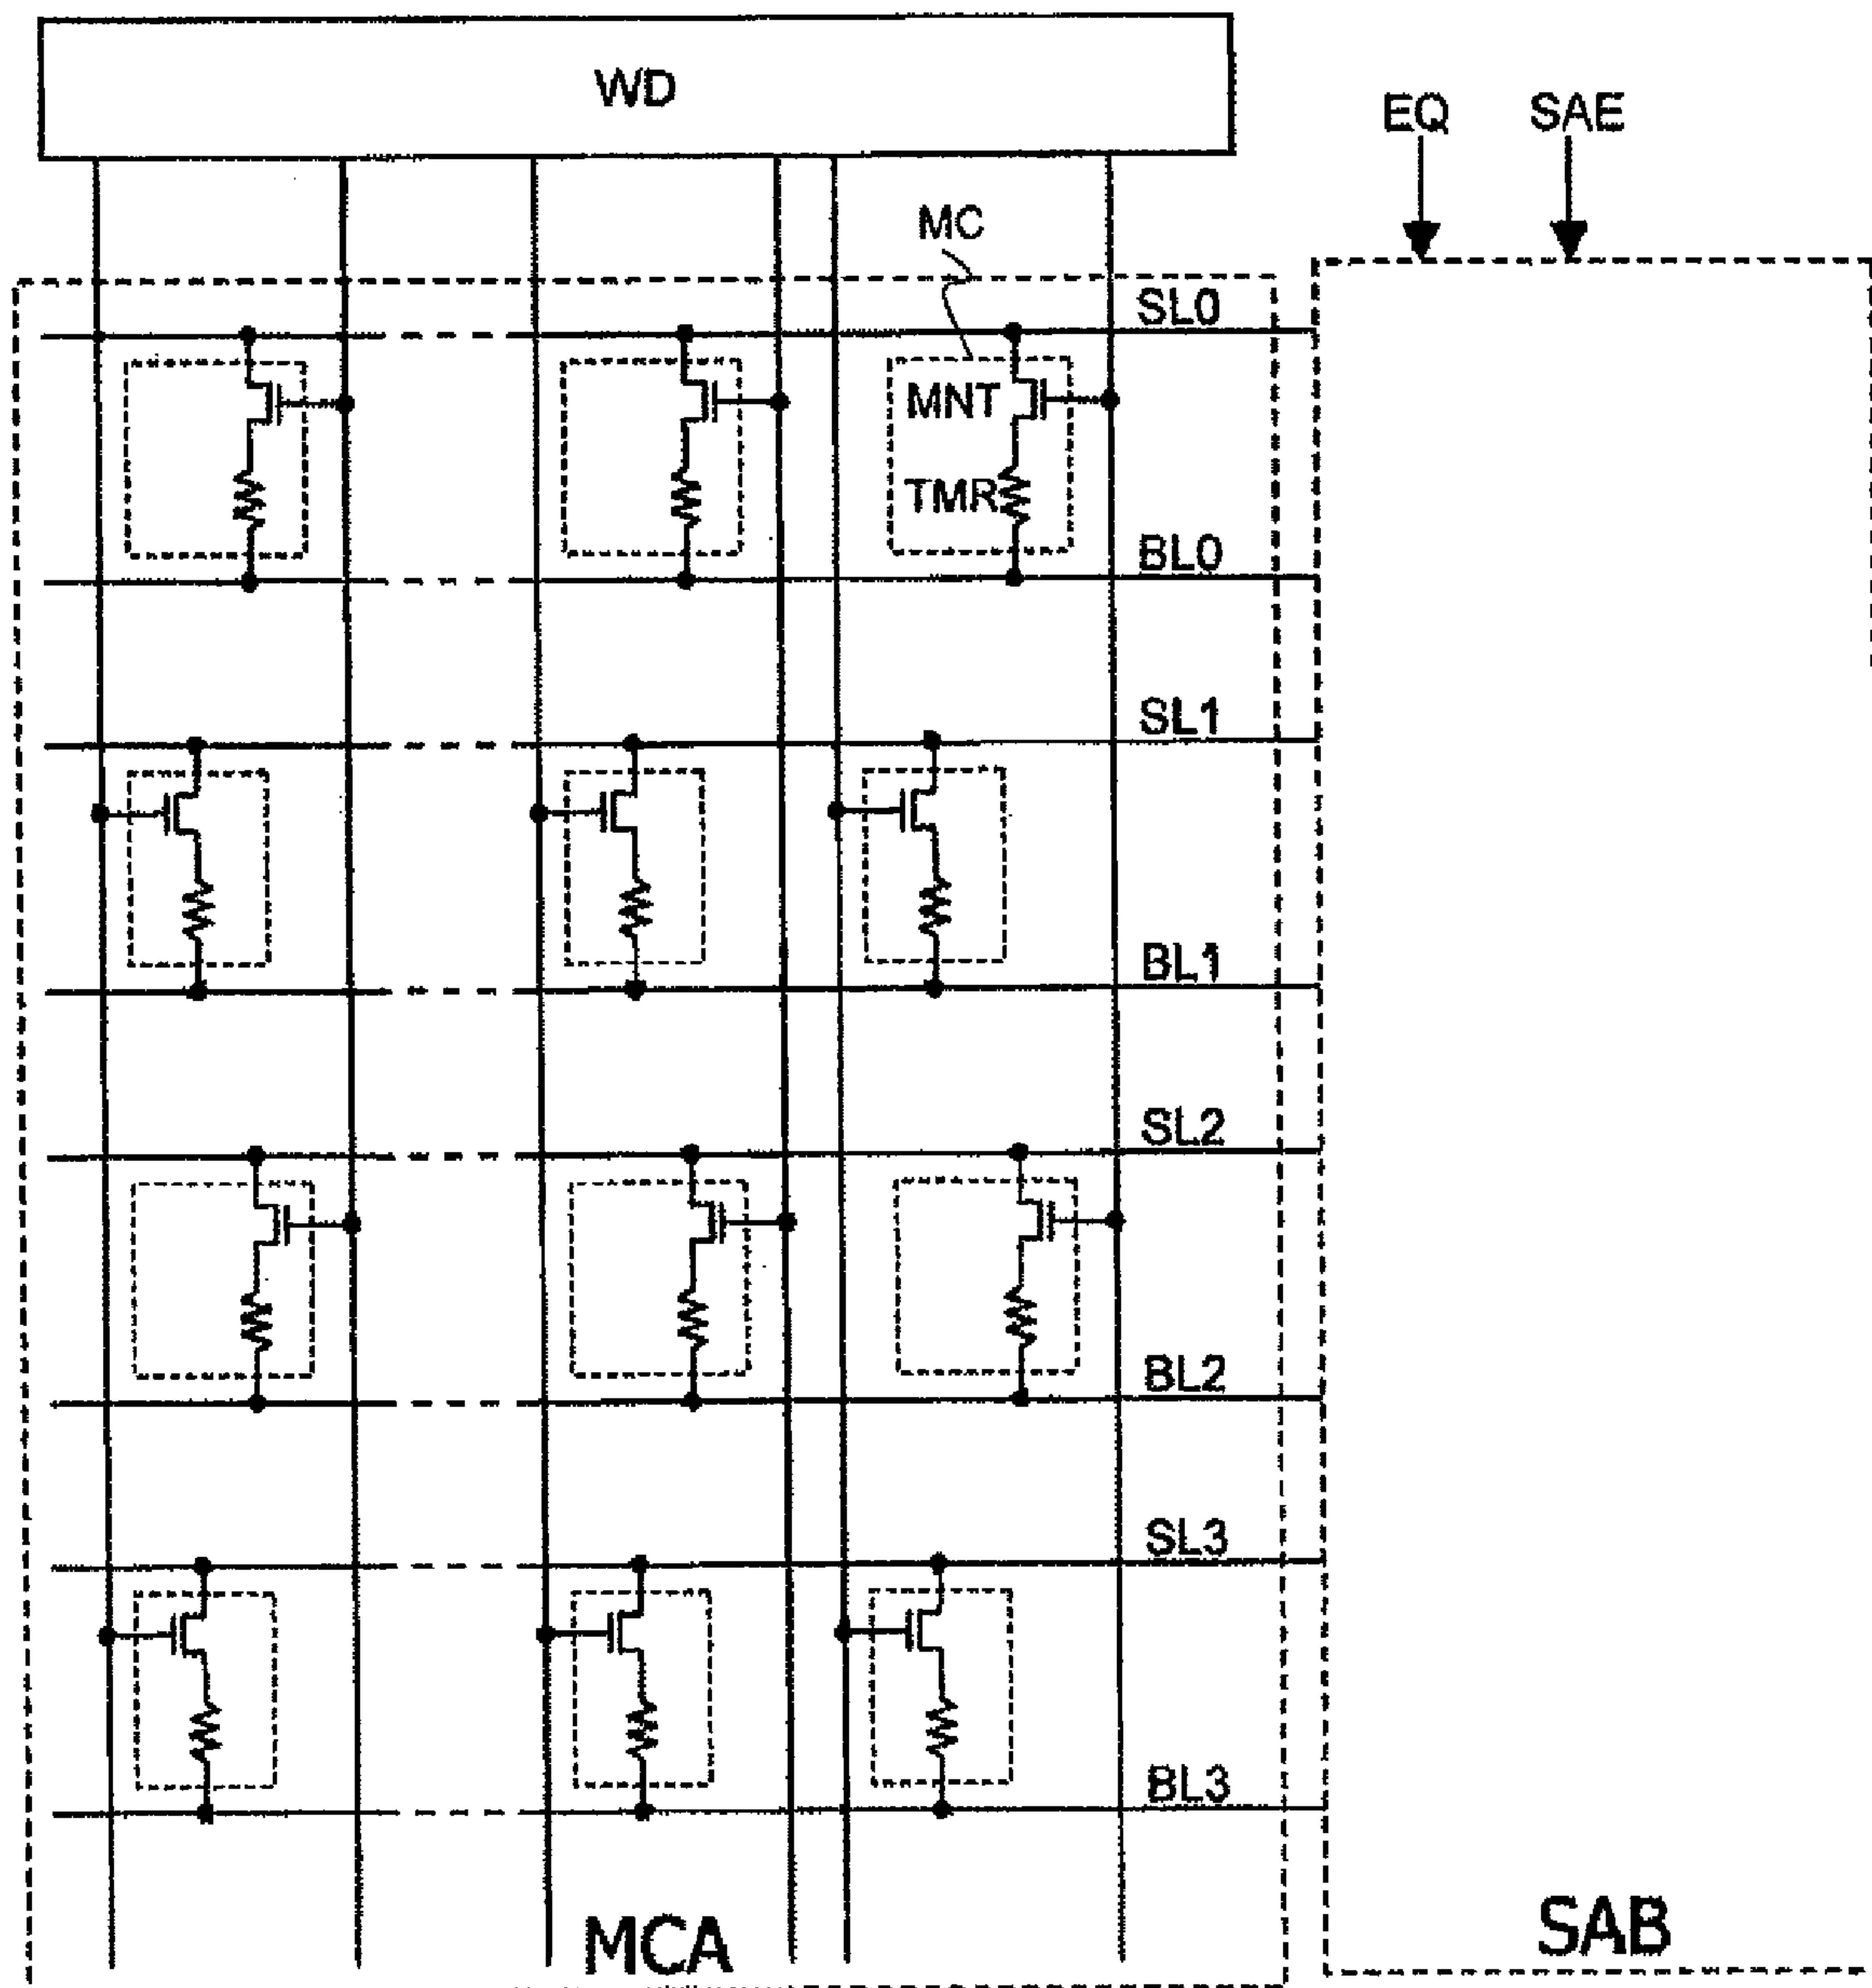 WD
EQ SAE
MC
SL0
MNT
TMR
BL0
SL1
BL1
SL2
BL2
SL3
BL3
MCA
SAB